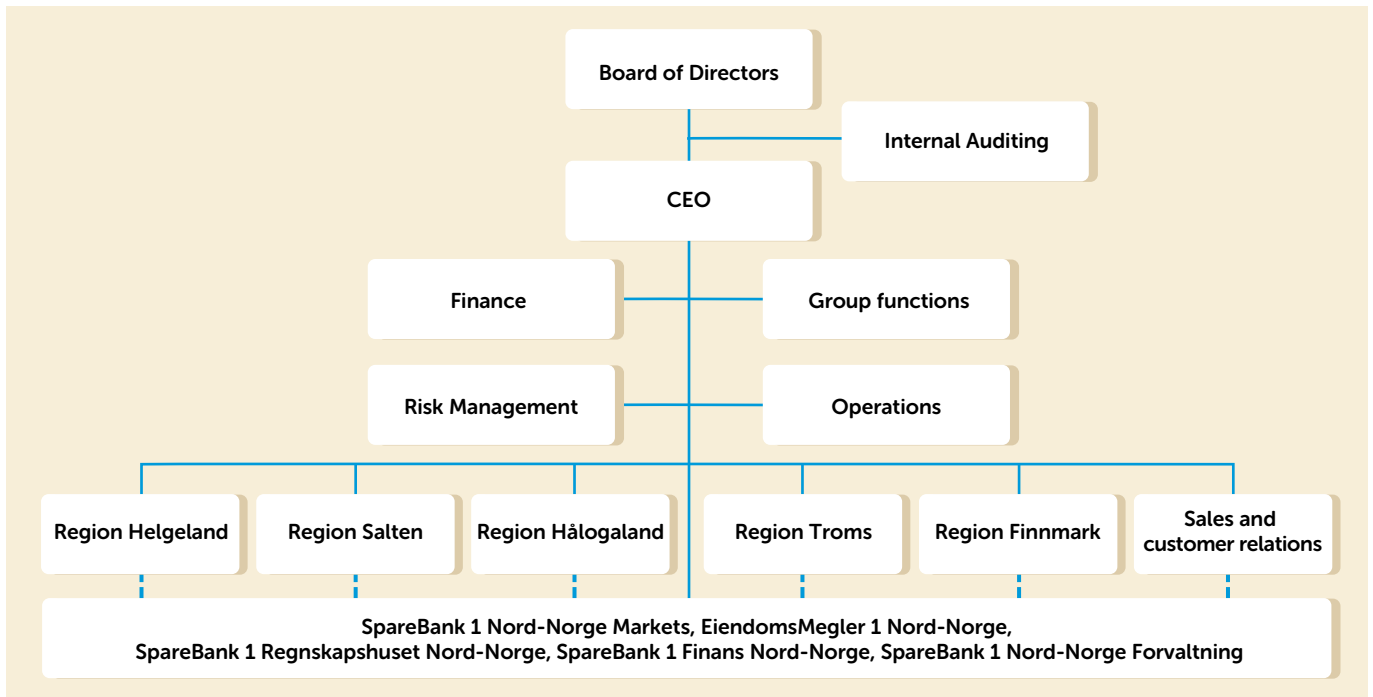 Board of Directors
Internal Auditing
CEO
Finance
Group functions
Risk Management
Operations
Region Helgeland
Region Salten
Region Hålogaland
Region Troms
Region Finnmark
Sales and
customer relations
SpareBank 1 Nord-Norge Markets, EiendomsMegler 1 Nord-Norge,
SpareBank 1 Regnskapshuset Nord-Norge, SpareBank 1 Finans Nord-Norge, SpareBank 1 Nord-Norge Forvaltning